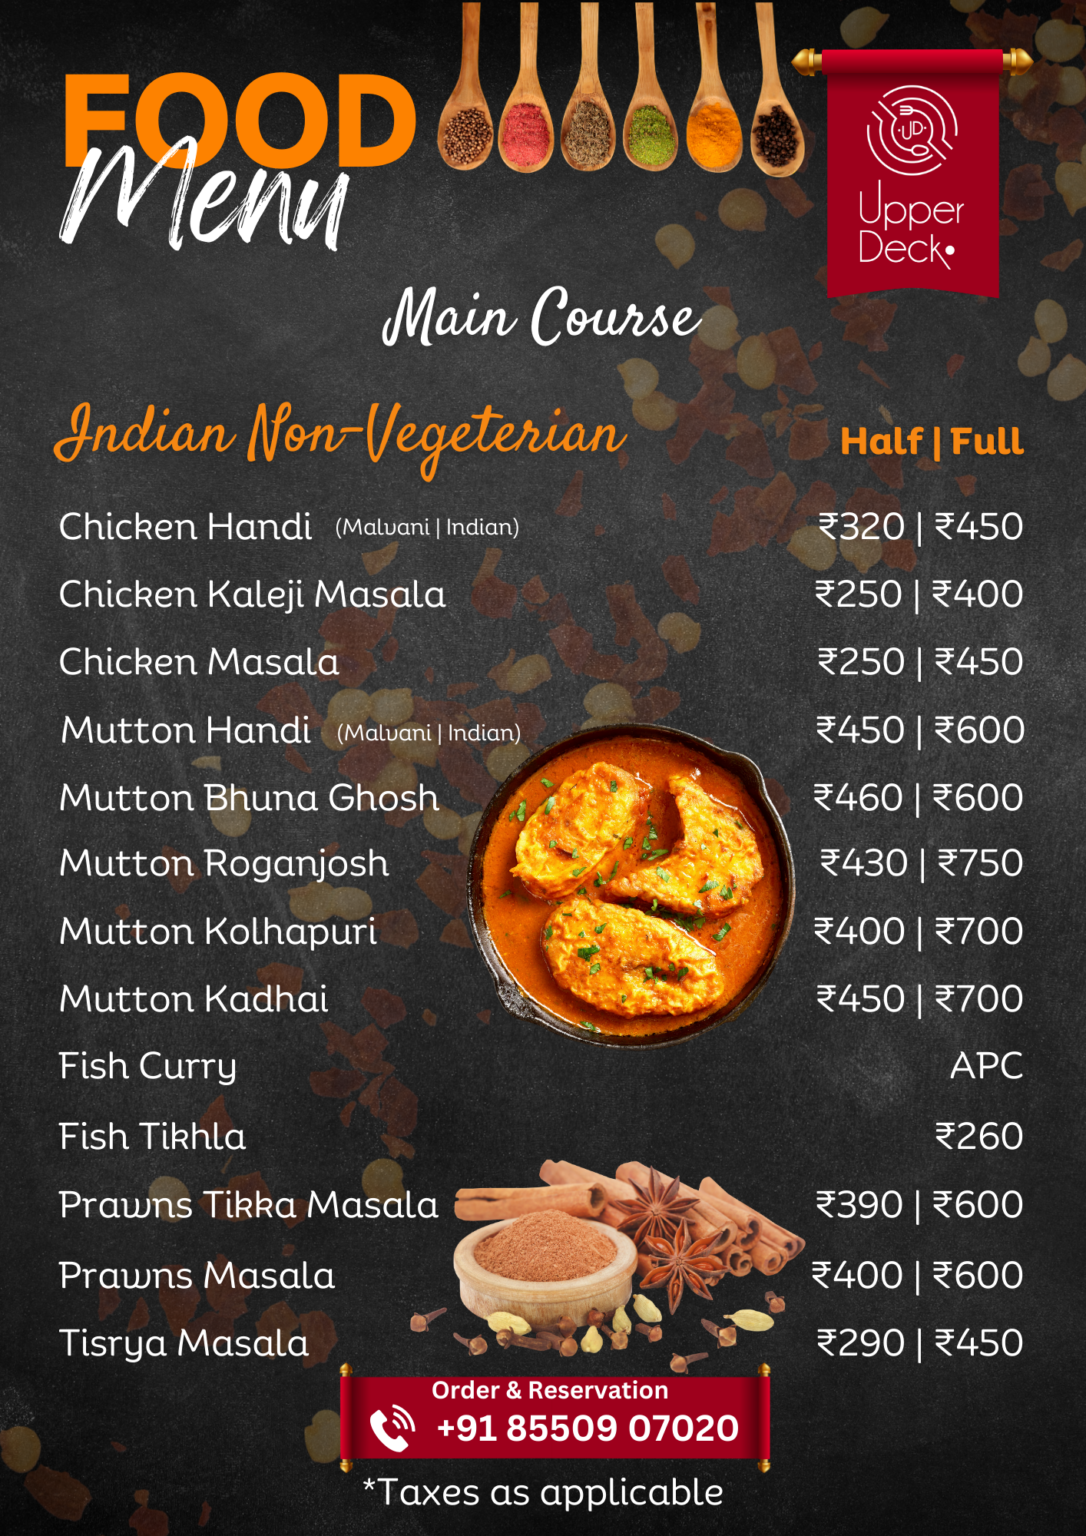 FOOD
Menu
UD
Upper
Deck
Main Course
Indian Non-Vegeterian Half | Full
Chicken Handi (Malvani | Indian) ₹320 | ₹450
Chicken Kaleji Masala ₹250 | ₹400
Chicken Masala ₹250 | ₹450
Mutton Handi (Malvani | Indian) ₹450 | ₹600
Mutton Bhuna Ghosh ₹460 | ₹600
Mutton Roganjosh ₹430 | ₹750
Mutton Kolhapuri ₹400 | ₹700
Mutton Kadhai ₹450 | ₹700
Fish Curry APC
Fish Tikhla ₹260
Prawns Tikka Masala ₹390 | ₹600
Prawns Masala ₹400 | ₹600
Tisrya Masala ₹290 | ₹450
Order & Reservation
+91 85509 07020
*Taxes as applicable